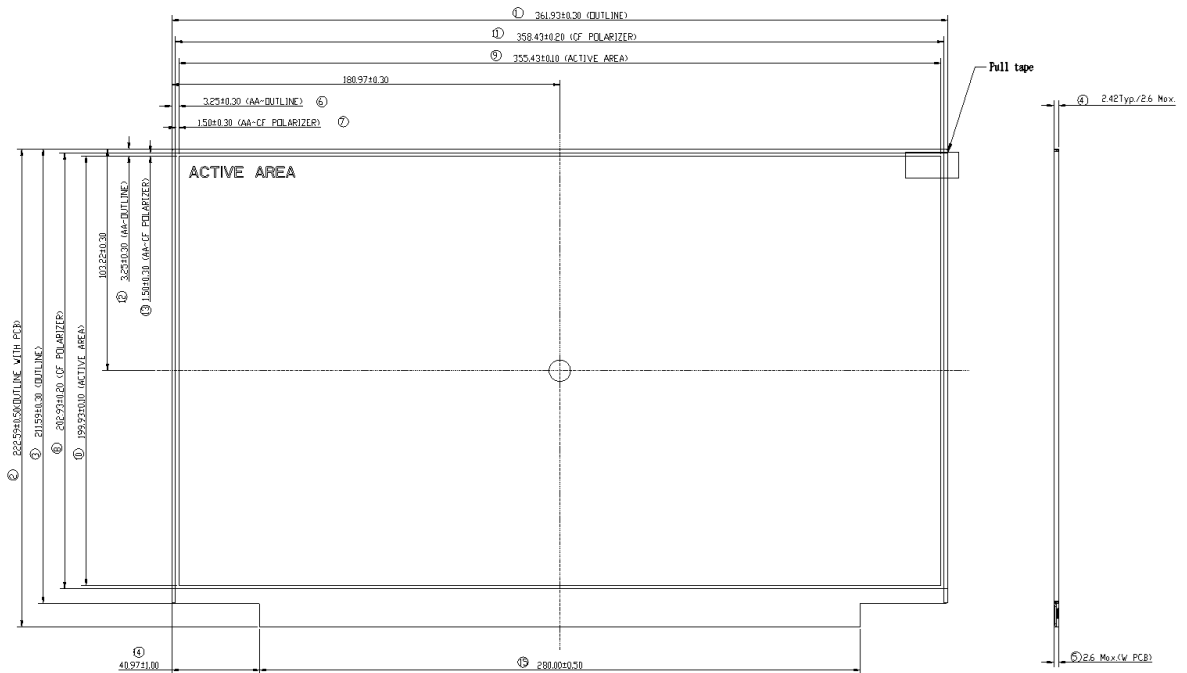 ① 361.93±0.30 (OUTLINE)
⑪ 358.43±0.20 (CF POLARIZER)
⑨ 355.43±0.10 (ACTIVE AREA)
180.97±0.30
3.25±0.30 (AA-OUTLINE) ⑥
1.50±0.30 (AA-CF POLARIZER) ⑦
Pull tape
④ 2.42Typ./2.6 Max.
ACTIVE AREA
② 222.59±0.50(OUTLINE WITH PCB)
③ 211.59±0.30 (OUTLINE)
⑧ 202.93±0.20 (CF POLARIZER)
⑩ 199.93±0.10 (ACTIVE AREA)
103.22±0.30
⑫ 3.25±0.30 (AA-OUTLINE)
⑬ 1.50±0.30 (AA-CF POLARIZER)
⑭
40.97±1.00
⑮ 280.00±0.50
⑤ 2.6 Max.(W PCB)